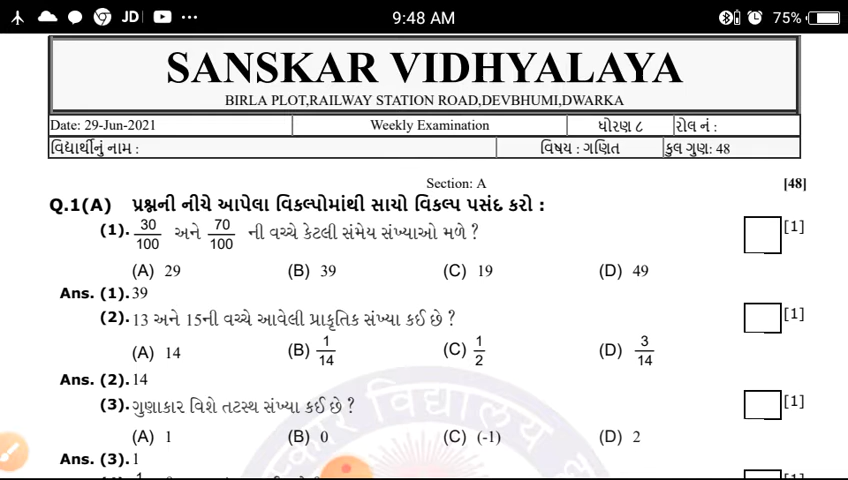 JD ... 9:48 AM 75%
SANSKAR VIDHYALAYA
BIRLA PLOT,RAILWAY STATION ROAD,DEVBHUMI,DWARKA
Date: 29-Jun-2021 Weekly Examination ધોરણ ૮ રોલ નં :
વિદ્યાર્થીનું નામ : વિષય : ગણિત કુલ ગુણ: 48
Section: A [48]
Q.1(A) પ્રશ્નની નીચે આપેલા વિકલ્પોમાંથી સાચો વિકલ્પ પસંદ કરો :
(1). 30/100 અને 70/100 ની વચ્ચે કેટલી સંમેય સંખ્યાઓ મળે ? [1]
(A) 29 (B) 39 (C) 19 (D) 49
Ans. (1). 39
(2). 13 અને 15ની વચ્ચે આવેલી પ્રાકૃતિક સંખ્યા કઈ છે ? [1]
(A) 14 (B) 1/14 (C) 1/2 (D) 3/14
Ans. (2). 14
(3). ગુણાકાર વિશે તટસ્થ સંખ્યા કઈ છે ? [1]
(A) 1 (B) 0 (C) (-1) (D) 2
Ans. (3). 1